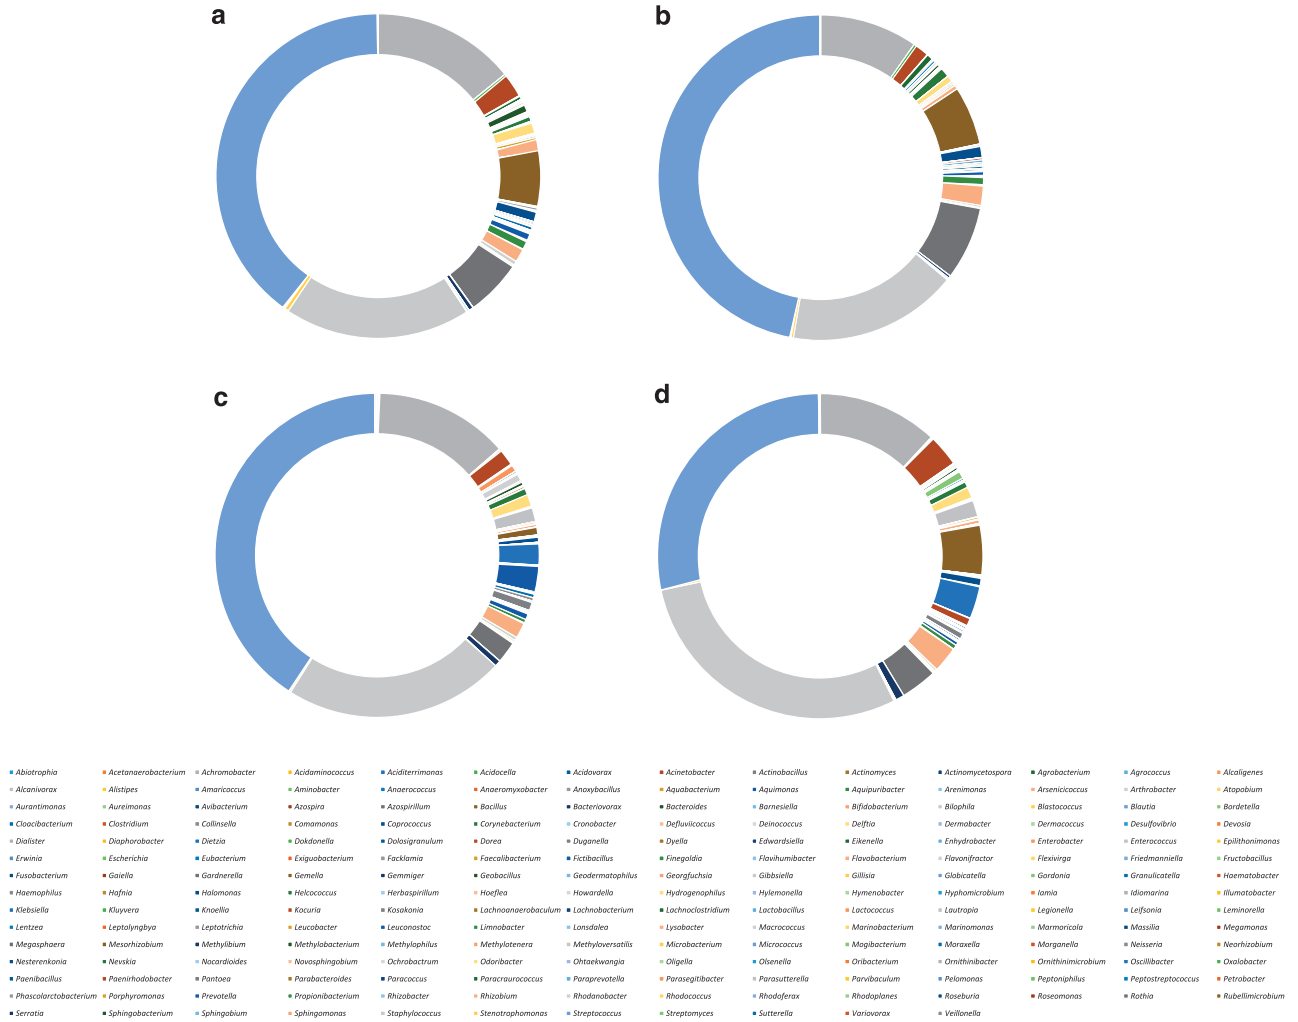 a b
c d
Abiotrophia Acetanaerobacterium Achromobacter Acidaminococcus Aciditerrimonas Acidocella Acidovorax Acinetobacter Actinobacillus Actinomyces Actinomycetospora Agrobacterium Agrococcus Alcaligenes
Alcanivorax Alistipes Amaricoccus Aminobacter Anaerococcus Anaeromyxobacter Anoxybacillus Aquabacterium Aquimonas Aquipuribacter Arenimonas Arsenicicoccus Arthrobacter Atopobium
Aurantimonas Aureimonas Avibacterium Azospira Azospirillum Bacillus Bacteriovorax Bacteroides Barnesiella Bifidobacterium Bilophila Blastococcus Blautia Bordetella
Cloacibacterium Clostridium Collinsella Comamonas Coprococcus Corynebacterium Cronobacter Defluviicoccus Deinococcus Delftia Dermabacter Dermacoccus Desulfovibrio Devosia
Dialister Diaphorobacter Dietzia Dokdonella Dolosigranulum Dorea Duganella Dyella Edwardsiella Eikenella Enhydrobacter Enterobacter Enterococcus Epilithonimonas
Erwinia Escherichia Eubacterium Exiguobacterium Facklamia Faecalibacterium Fictibacillus Finegoldia Flavihumibacter Flavobacterium Flavonifractor Flexivirga Friedmanniella Fructobacillus
Fusobacterium Gaiella Gardnerella Gemella Gemmiger Geobacillus Geodermatophilus Georgfuchsia Gibbsiella Gillisia Globicatella Gordonia Granulicatella Haematobacter
Haemophilus Hafnia Halomonas Helcococcus Herbaspirillum Hoeflea Howardella Hydrogenophilus Hylemonella Hymenobacter Hyphomicrobium Iamia Idiomarina Illumatobacter
Klebsiella Kluyvera Knoellia Kocuria Kosakonia Lachnoanaerobaculum Lachnobacterium Lachnoclostridium Lactobacillus Lactococcus Lautropia Legionella Leifsonia Leminorella
Lentzea Leptolyngbya Leptotrichia Leucobacter Leuconostoc Limnobacter Lonsdalea Lysobacter Macrococcus Marinobacterium Marinomonas Marmoricola Massilia Megamonas
Megasphaera Mesorhizobium Methylibium Methylobacterium Methylophilus Methylotenera Methyloversatilis Microbacterium Micrococcus Mogibacterium Moraxella Morganella Neisseria Neorhizobium
Nesterenkonia Nevskia Nocardioides Novosphingobium Ochrobactrum Odoribacter Ohtaekwangia Oligella Olsenella Oribacterium Ornithinibacter Ornithinimicrobium Oscillibacter Oxalobacter
Paenibacillus Paenirhodobacter Pantoea Parabacteroides Paracoccus Paracraurococcus Paraprevotella Parasegitibacter Parasutterella Parvibaculum Pelomonas Peptoniphilus Peptostreptococcus Petrobacter
Phascolarctobacterium Porphyromonas Prevotella Propionibacterium Rhizobacter Rhizobium Rhodanobacter Rhodococcus Rhodoferax Rhodoplanes Roseburia Roseomonas Rothia Rubellimicrobium
Serratia Sphingobacterium Sphingobium Sphingomonas Staphylococcus Stenotrophomonas Streptococcus Streptomyces Sutterella Variovorax Veillonella